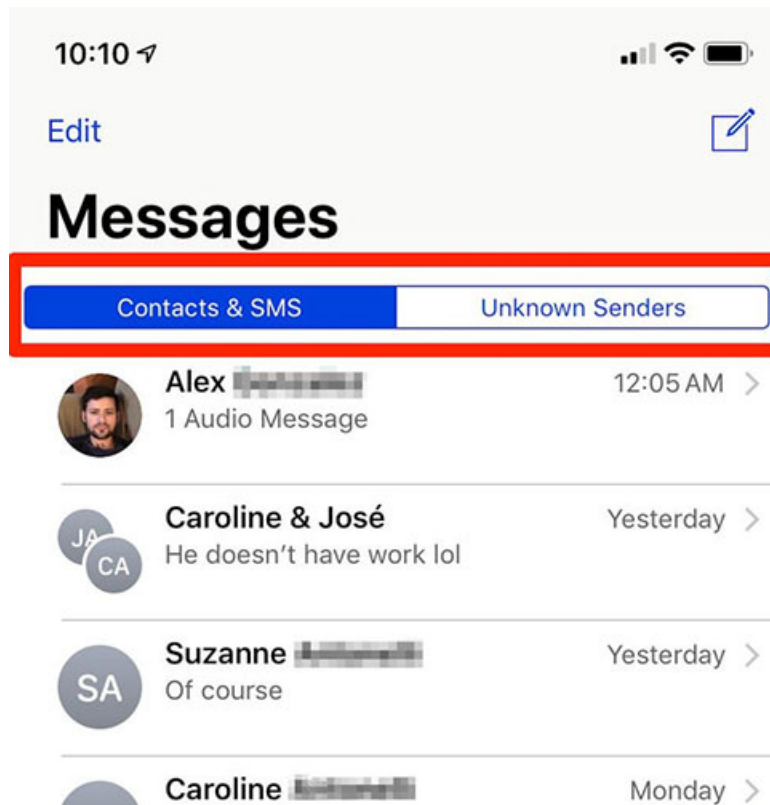 10:10
Edit
Messages
Contacts & SMS Unknown Senders
Alex 12:05 AM
1 Audio Message
JA CA
Caroline & José Yesterday
He doesn’t have work lol
SA
Suzanne Yesterday
Of course
Caroline Monday